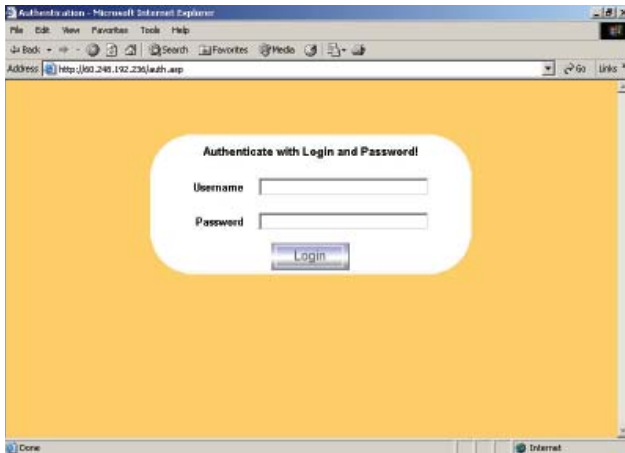 Authentication - Microsoft Internet Explorer
File Edit View Favorites Tools Help
Back Search Favorites Media
Address http://60.248.192.236/auth.asp Go Links
Authenticate with Login and Password!
Username
Password
Login
Done Internet